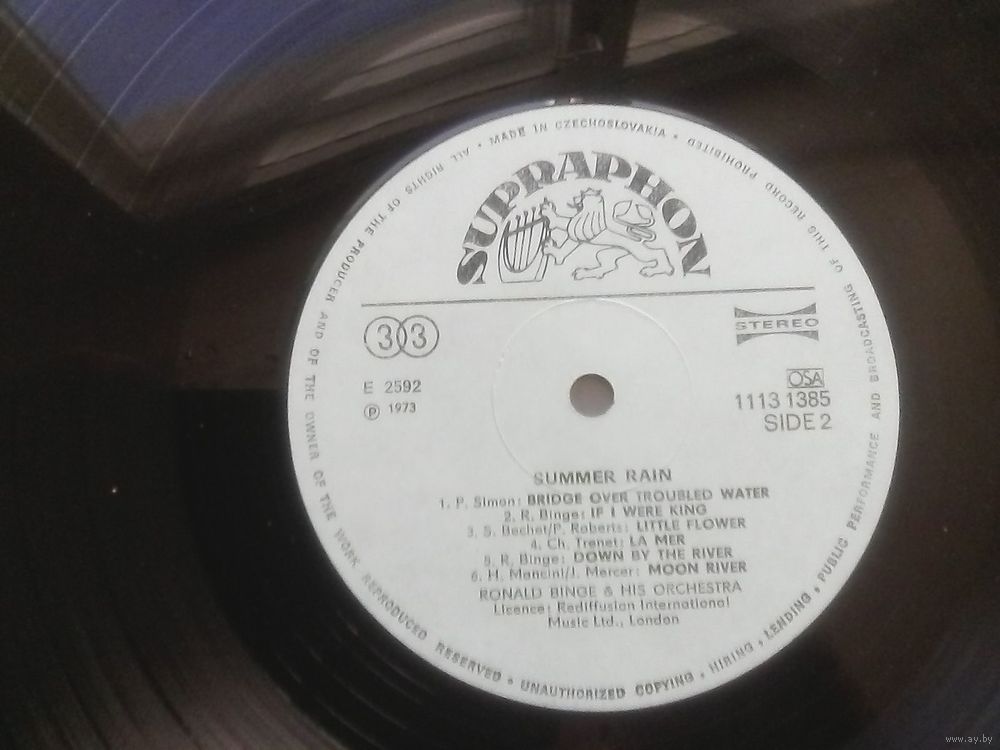 MADE IN CZECHOSLOVAKIA • ALL RIGHTS OF THE PRODUCER AND OF THE OWNER OF THE WORK REPRODUCED RESERVED • UNAUTHORIZED COPYING • HIRING • LENDING • PUBLIC PERFORMANCE AND BROADCASTING OF THIS RECORD PROHIBITED •
SUPRAPHON
33
STEREO
E 2592
OSA
Ⓟ 1973
1113 1385
SIDE 2
SUMMER RAIN
1. P. Simon: BRIDGE OVER TROUBLED WATER
2. R. Binge: IF I WERE KING
3. S. Bechet/P. Roberts: LITTLE FLOWER
4. Ch. Trenet: LA MER
5. R. Binge: DOWN BY THE RIVER
6. H. Mancini/J. Mercer: MOON RIVER
RONALD BINGE & HIS ORCHESTRA
Licence: Rediffusion International
Music Ltd., London
www.ay.by